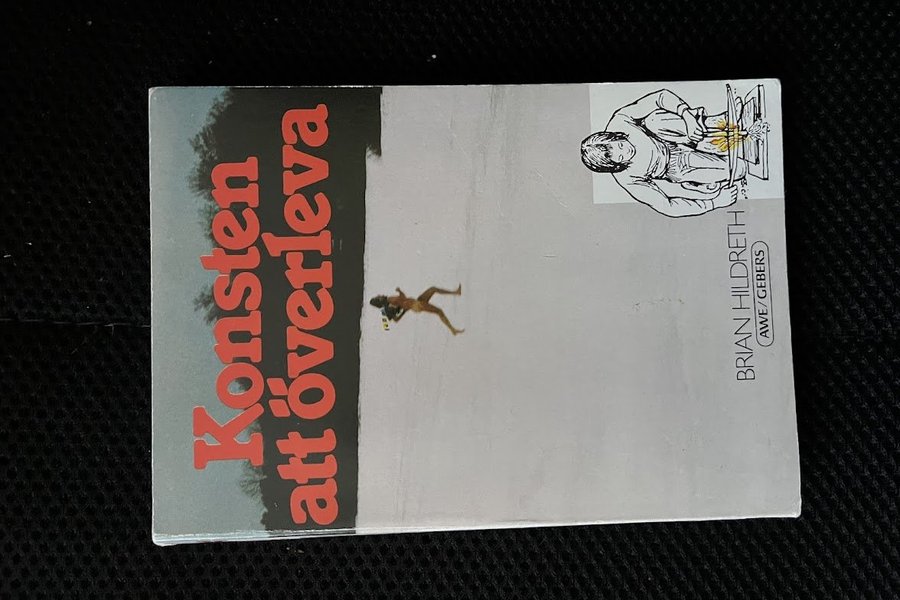 Konsten
att överleva
BRIAN HILDRETH
AWE/GEBERS